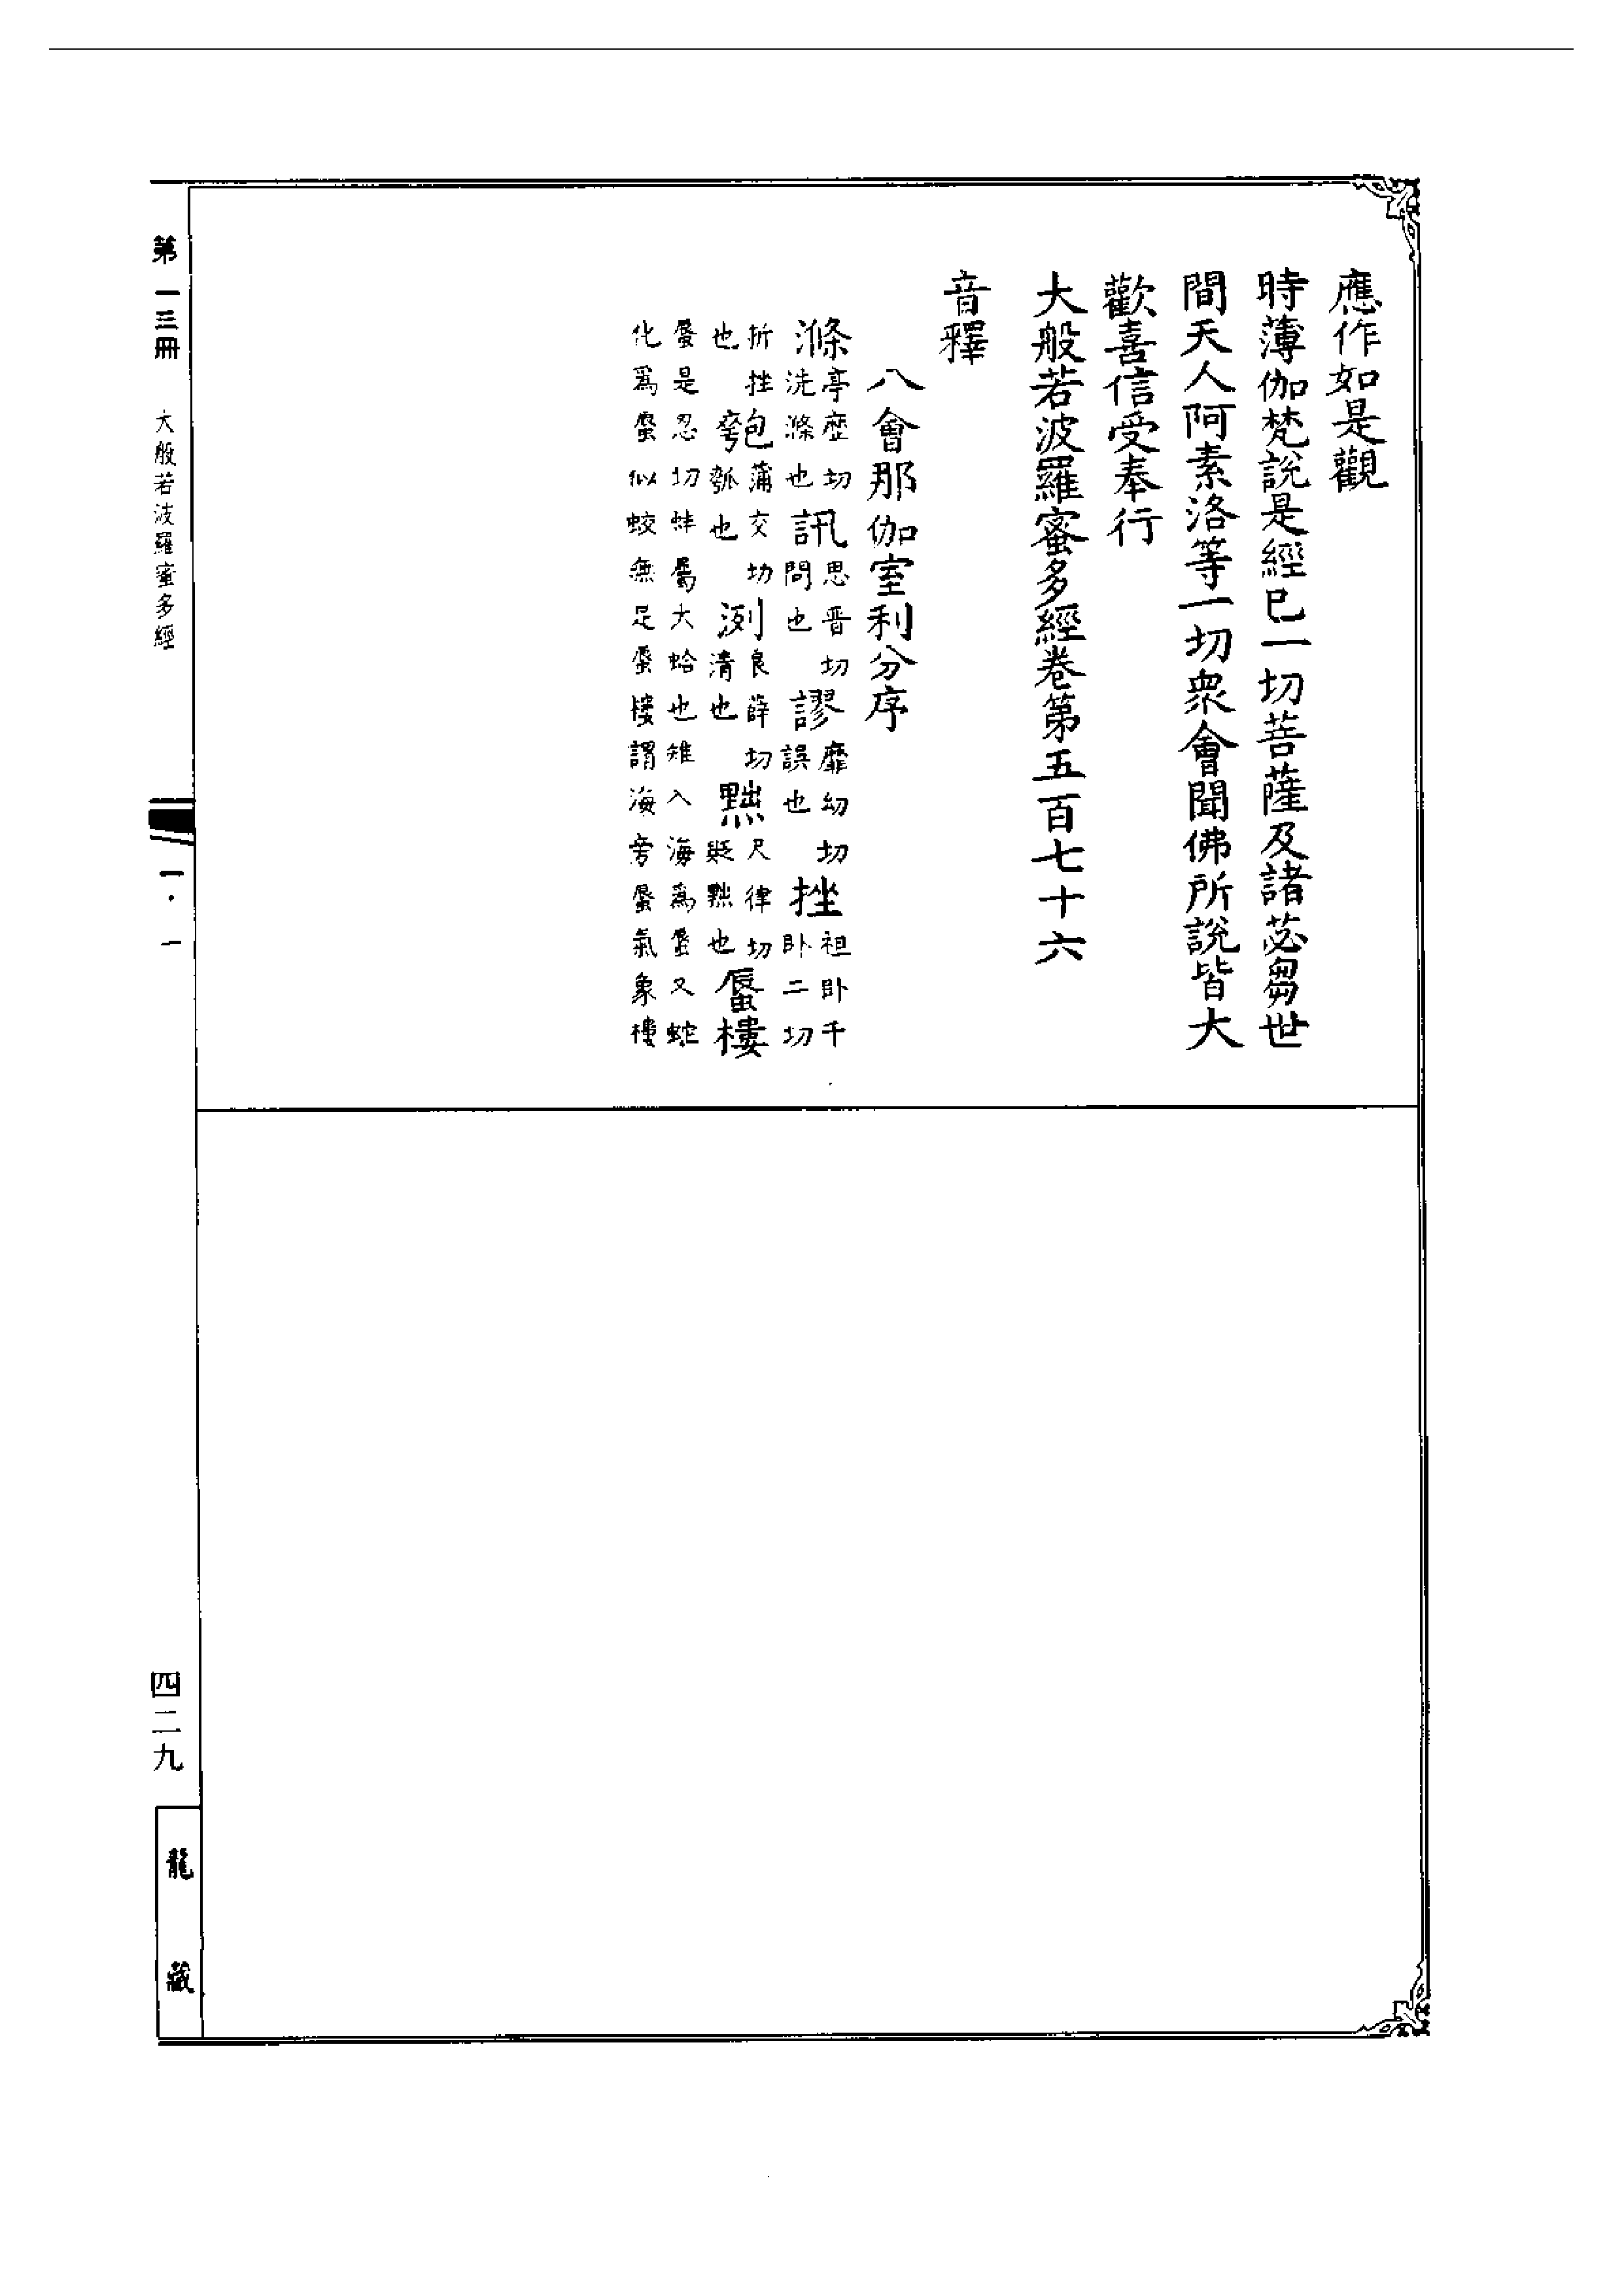 應作如是觀
時薄伽梵說是經已一切菩薩及諸苾芻世
間天人阿素洛等一切眾會聞佛所說皆大
歡喜信受奉行
大般若波羅蜜多經卷第五百七十六
音釋
八會那伽室利分序
滌亭歷切洗滌也訊思晉切問也謬靡幼切誤也挫祖臥千臥二切
折挫也匏蒲交切瓠也洌良薛切清也黜尺律切貶黜也蜃樓
蜃是忍切蚌屬大蛤也雉入海為蜃又蛇
化為蜃似蛟無足蜃樓謂海旁蜃氣象樓
第一三冊 大般若波羅蜜多經 一·一 四二九
龍藏